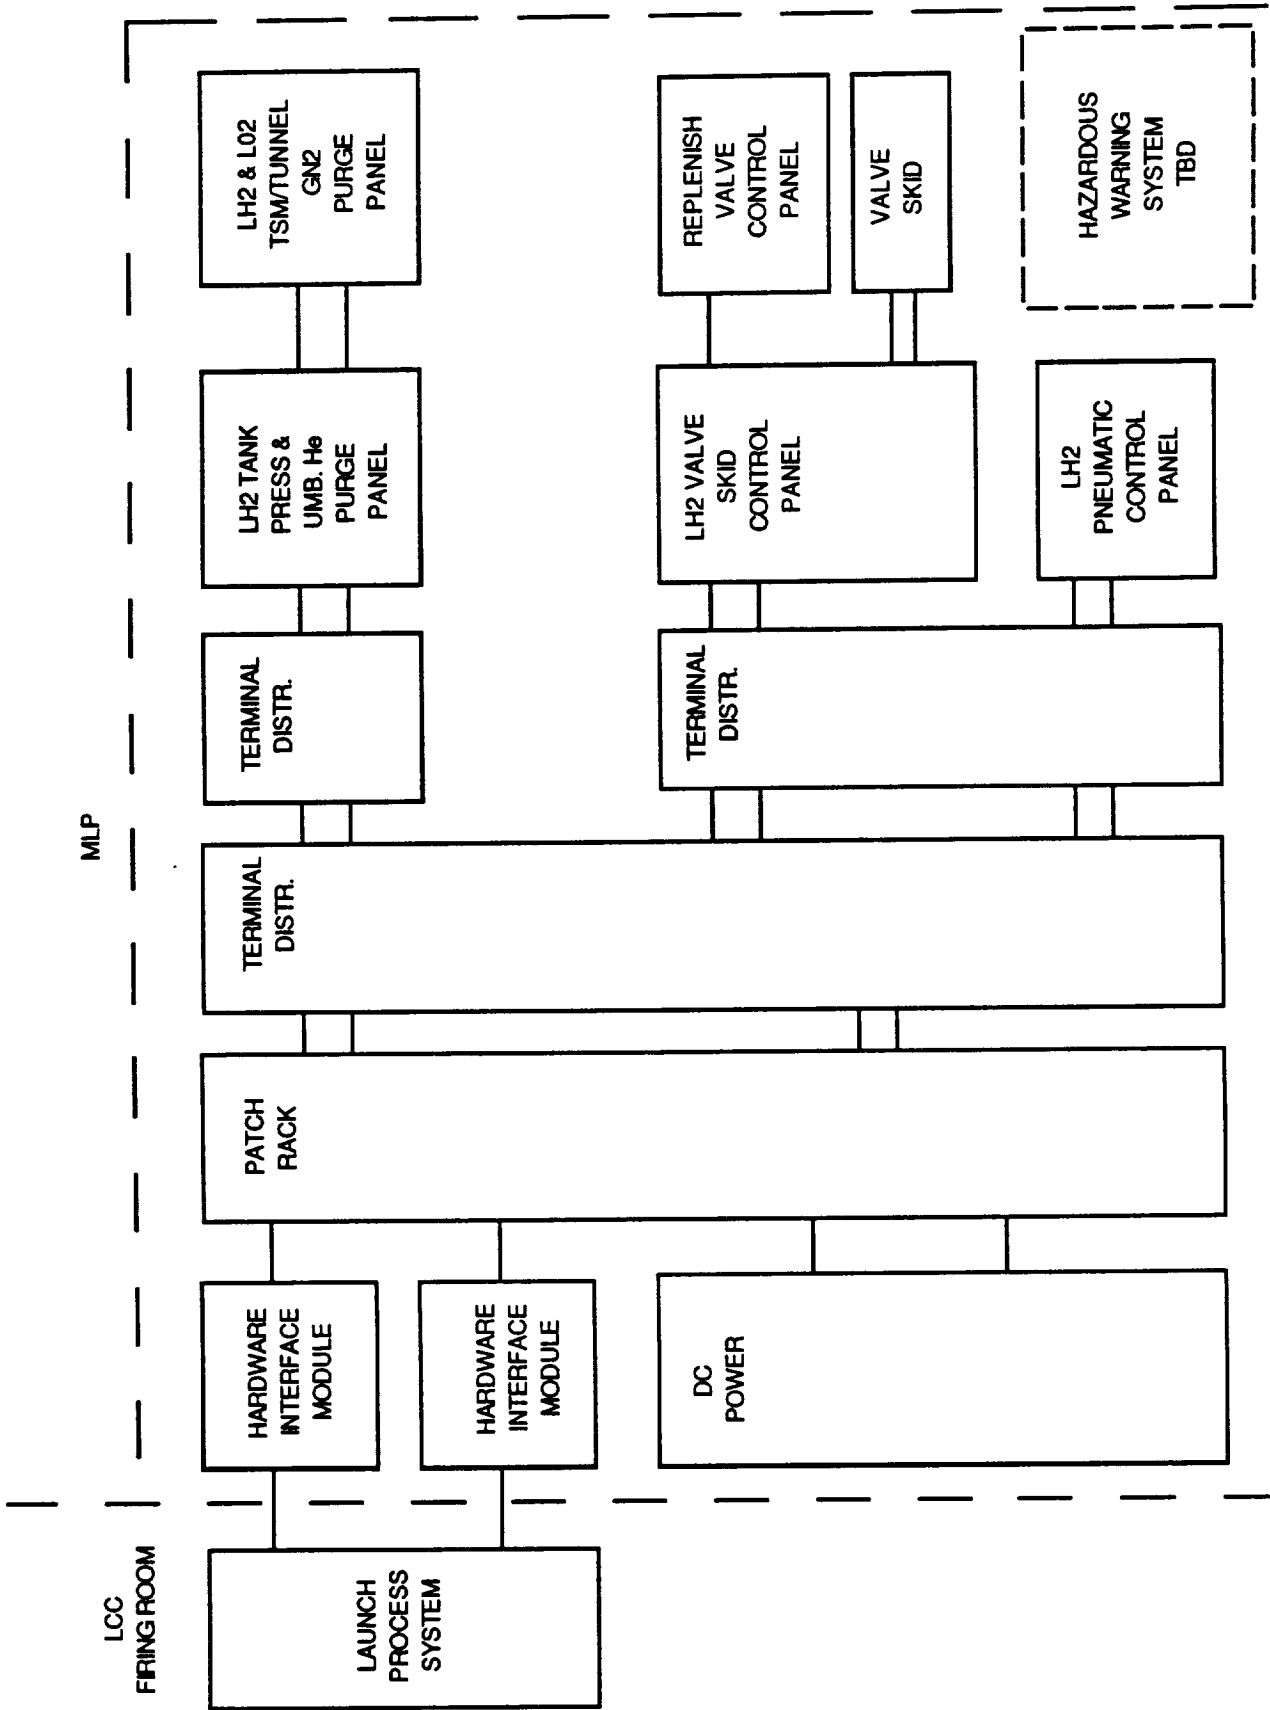 MLP
LCC
FIRING ROOM
LAUNCH
PROCESS
SYSTEM
HARDWARE
INTERFACE
MODULE
HARDWARE
INTERFACE
MODULE
DC
POWER
PATCH
RACK
TERMINAL
DISTR.
TERMINAL
DISTR.
TERMINAL
DISTR.
LH2 TANK
PRESS &
UMB. He
PURGE
PANEL
LH2 VALVE
SKID
CONTROL
PANEL
LH2
PNEUMATIC
CONTROL
PANEL
LH2 & L02
TSM/TUNNEL
GN2
PURGE
PANEL
REPLENISH
VALVE
CONTROL
PANEL
VALVE
SKID
HAZARDOUS
WARNING
SYSTEM
TBD